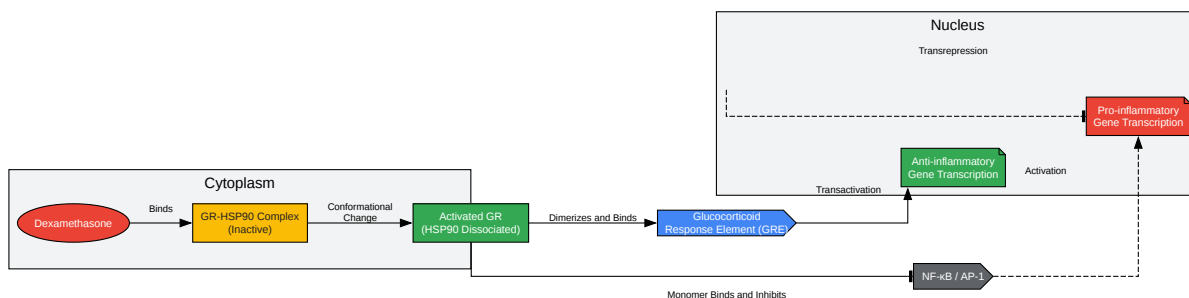 Nucleus
Transrepression
Pro-inflammatory
Gene Transcription
Anti-inflammatory
Gene Transcription
Activation
Transactivation
Cytoplasm
Dexamethasone
Binds
GR-HSP90 Complex
(Inactive)
Conformational
Change
Activated GR
(HSP90 Dissociated)
Dimerizes and Binds
Glucocorticoid
Response Element (GRE)
NF-κB / AP-1
Monomer Binds and Inhibits